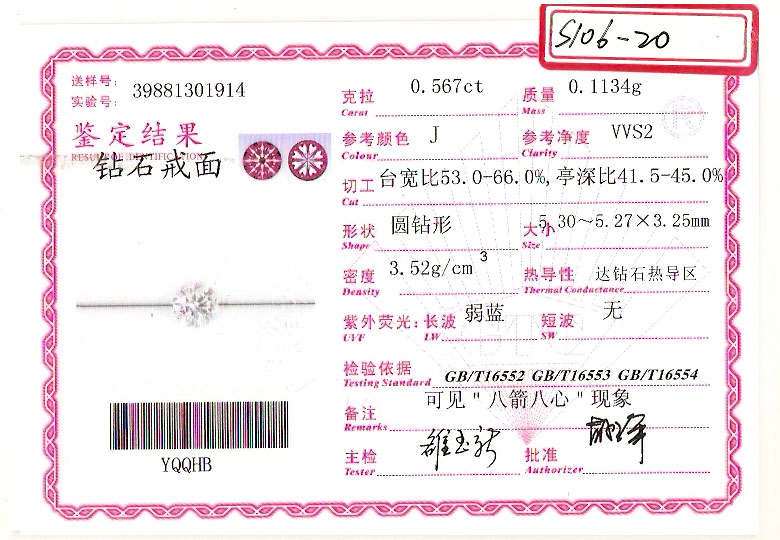 S106-20
送样号:
实验号:
39881301914
鉴定结果
RESULT OF IDENTIFICATION
钻石戒面
YQQHB
克拉 0.567ct 质量 0.1134g
Carat Mass
参考颜色 J 参考净度 VVS2
Colour Clarity
切工 台宽比53.0-66.0%,亭深比41.5-45.0%
Cut
形状 圆钻形 大小 5.30~5.27×3.25mm
Shape Size
密度 3.52g/cm³ 热导性 达钻石热导区
Density Thermal Conductance
紫外荧光: 长波 弱蓝 短波 无
UVF LW SW
检验依据
Testing Standard GB/T16552 GB/T16553 GB/T16554
备注 可见"八箭八心"现象
Remarks
主检 批准
Tester Authorizer